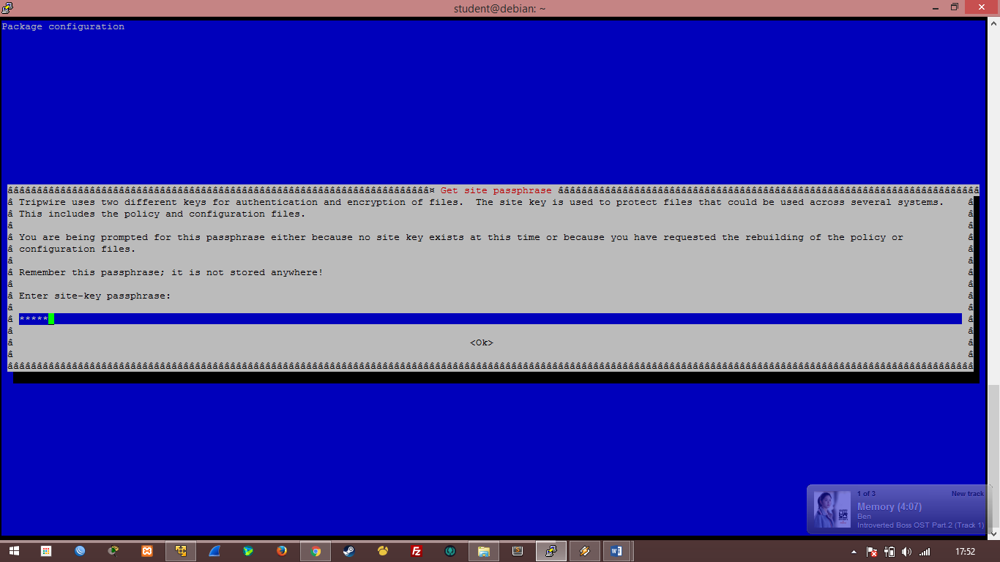 student@debian: ~
Package configuration
Get site passphrase
Tripwire uses two different keys for authentication and encryption of files.  The site key is used to protect files that could be used across several systems.
This includes the policy and configuration files.
You are being prompted for this passphrase either because no site key exists at this time or because you have requested the rebuilding of the policy or
configuration files.
Remember this passphrase; it is not stored anywhere!
Enter site-key passphrase:
*****
<Ok>
1 of 3 New track
Memory (4:07)
Ben
Introverted Boss OST Part.2 (Track 1)
17:52